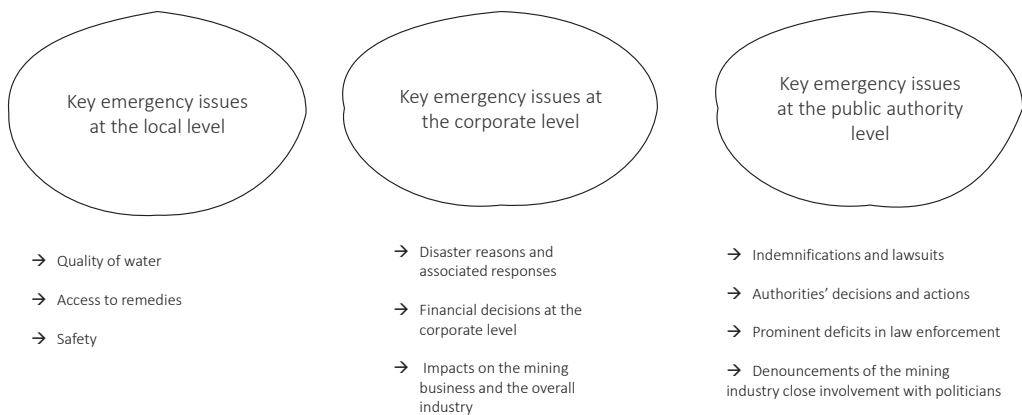 Key emergency issues
at the local level
Key emergency issues at
the corporate level
Key emergency issues
at the public authority
level
→ Quality of water
→ Access to remedies
→ Safety
→ Disaster reasons and
associated responses
→ Financial decisions at the
corporate level
→ Impacts on the mining
business and the overall
industry
→ Indemnifications and lawsuits
→ Authorities’ decisions and actions
→ Prominent deficits in law enforcement
→ Denouncements of the mining
industry close involvement with politicians